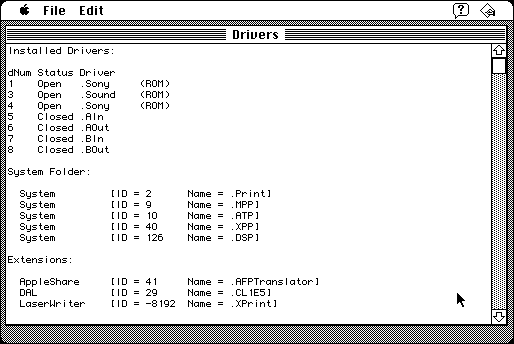 File Edit
Drivers
Installed Drivers:
dNum Status Driver
1 Open .Sony (ROM)
3 Open .Sound (ROM)
4 Open .Sony (ROM)
5 Closed .AIn
6 Closed .AOut
7 Closed .BIn
8 Closed .BOut
System Folder:
System [ID = 2 Name = .Print]
System [ID = 9 Name = .MPP]
System [ID = 10 Name = .ATP]
System [ID = 40 Name = .XPP]
System [ID = 126 Name = .DSP]
Extensions:
AppleShare [ID = 41 Name = .AFPTranslator]
DAL [ID = 29 Name = .CL1E5]
LaserWriter [ID = -8192 Name = .XPrint]